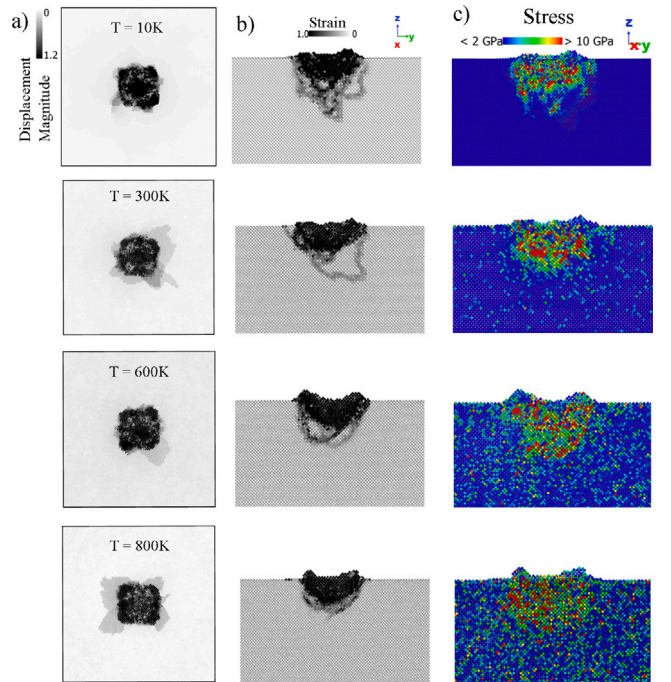 a)
0
1.2
Displacement
Magnitude
T = 10K
T = 300K
T = 600K
T = 800K
b)
Strain
1.0 0
z
y
x
c)
Stress
< 2 GPa > 10 GPa
z
x y